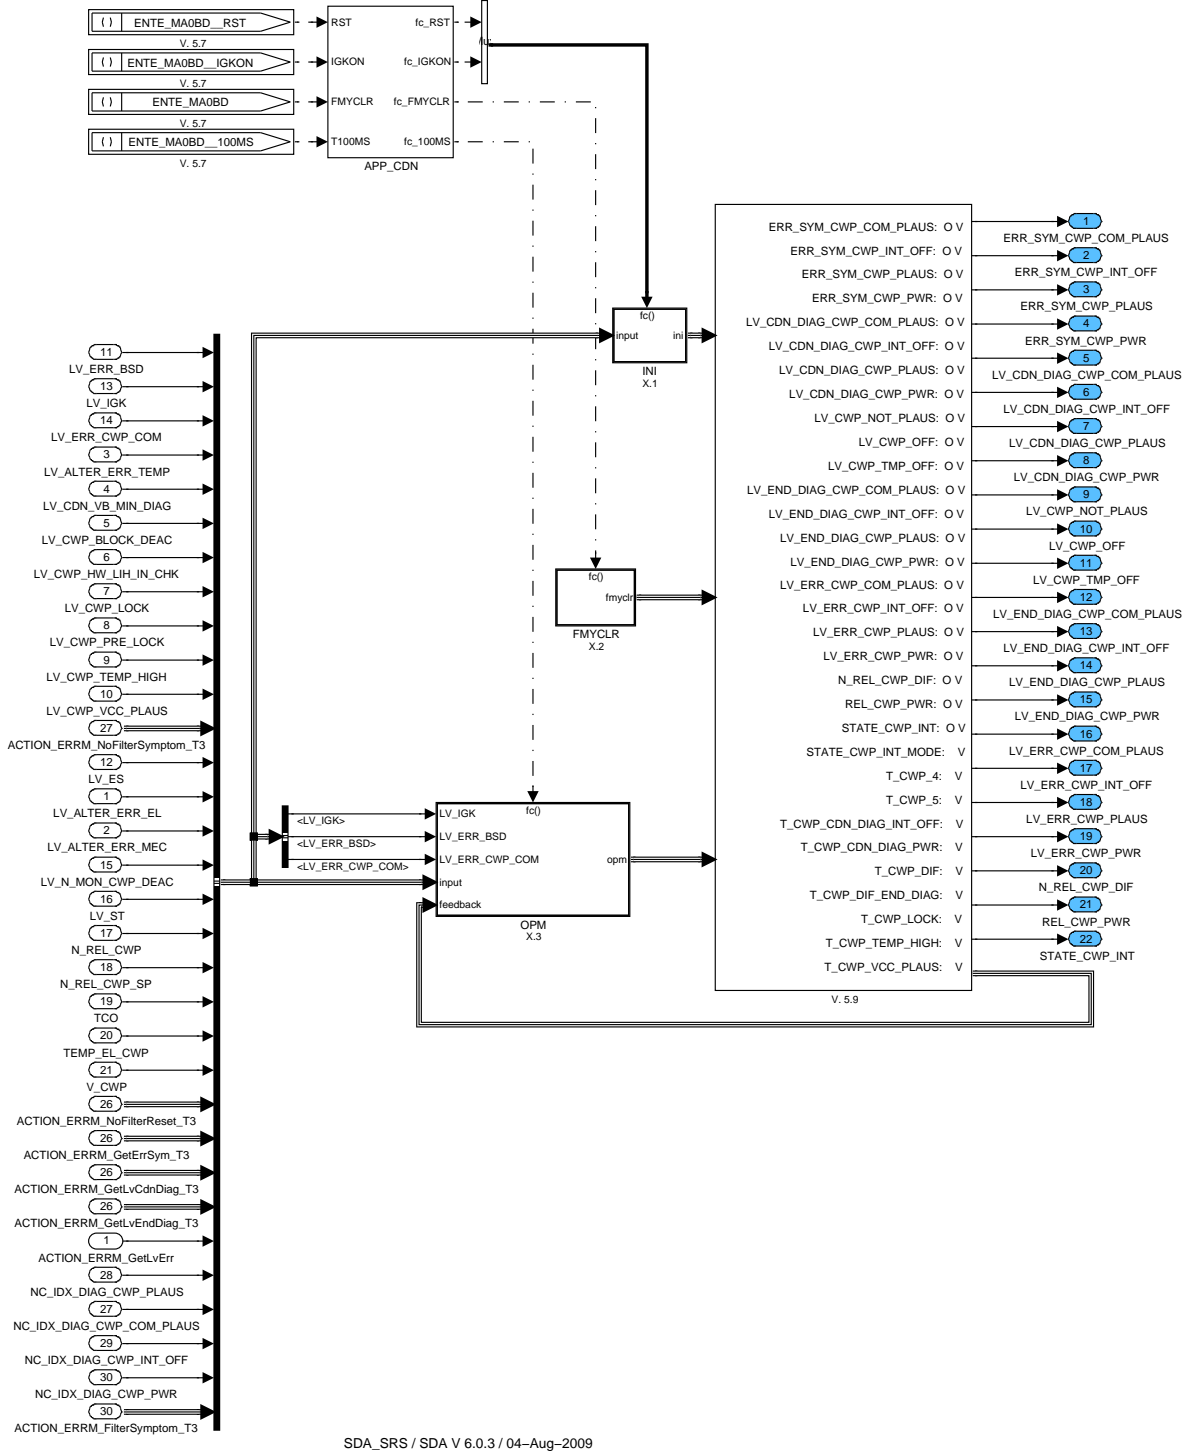 ( ) ENTE_MA0BD__RST
V. 5.7
( ) ENTE_MA0BD__IGKON
V. 5.7
( ) ENTE_MA0BD
V. 5.7
( ) ENTE_MA0BD__100MS
V. 5.7
RST fc_RST
IGKON fc_IGKON
FMYCLR fc_FMYCLR
T100MS fc_100MS
APP_CDN
11
LV_ERR_BSD
13
LV_IGK
14
LV_ERR_CWP_COM
3
LV_ALTER_ERR_TEMP
4
LV_CDN_VB_MIN_DIAG
5
LV_CWP_BLOCK_DEAC
6
LV_CWP_HW_LIH_IN_CHK
7
LV_CWP_LOCK
8
LV_CWP_PRE_LOCK
9
LV_CWP_TEMP_HIGH
10
LV_CWP_VCC_PLAUS
27
ACTION_ERRM_NoFilterSymptom_T3
12
LV_ES
1
LV_ALTER_ERR_EL
2
LV_ALTER_ERR_MEC
15
LV_N_MON_CWP_DEAC
16
LV_ST
17
N_REL_CWP
18
N_REL_CWP_SP
19
TCO
20
TEMP_EL_CWP
21
V_CWP
26
ACTION_ERRM_NoFilterReset_T3
26
ACTION_ERRM_GetErrSym_T3
26
ACTION_ERRM_GetLvCdnDiag_T3
26
ACTION_ERRM_GetLvEndDiag_T3
1
ACTION_ERRM_GetLvErr
28
NC_IDX_DIAG_CWP_PLAUS
27
NC_IDX_DIAG_CWP_COM_PLAUS
29
NC_IDX_DIAG_CWP_INT_OFF
30
NC_IDX_DIAG_CWP_PWR
30
ACTION_ERRM_FilterSymptom_T3
fc()
input ini
INI
X.1
fc()
fmyclr
FMYCLR
X.2
<LV_IGK>
<LV_ERR_BSD>
<LV_ERR_CWP_COM>
fc()
LV_IGK
LV_ERR_BSD
LV_ERR_CWP_COM
opm
input
feedback
OPM
X.3
ERR_SYM_CWP_COM_PLAUS: O V
ERR_SYM_CWP_INT_OFF: O V
ERR_SYM_CWP_PLAUS: O V
ERR_SYM_CWP_PWR: O V
LV_CDN_DIAG_CWP_COM_PLAUS: O V
LV_CDN_DIAG_CWP_INT_OFF: O V
LV_CDN_DIAG_CWP_PLAUS: O V
LV_CDN_DIAG_CWP_PWR: O V
LV_CWP_NOT_PLAUS: O V
LV_CWP_OFF: O V
LV_CWP_TMP_OFF: O V
LV_END_DIAG_CWP_COM_PLAUS: O V
LV_END_DIAG_CWP_INT_OFF: O V
LV_END_DIAG_CWP_PLAUS: O V
LV_END_DIAG_CWP_PWR: O V
LV_ERR_CWP_COM_PLAUS: O V
LV_ERR_CWP_INT_OFF: O V
LV_ERR_CWP_PLAUS: O V
LV_ERR_CWP_PWR: O V
N_REL_CWP_DIF: O V
REL_CWP_PWR: O V
STATE_CWP_INT: O V
STATE_CWP_INT_MODE: V
T_CWP_4: V
T_CWP_5: V
T_CWP_CDN_DIAG_INT_OFF: V
T_CWP_CDN_DIAG_PWR: V
T_CWP_DIF: V
T_CWP_DIF_END_DIAG: V
T_CWP_LOCK: V
T_CWP_TEMP_HIGH: V
T_CWP_VCC_PLAUS: V
V. 5.9
1
ERR_SYM_CWP_COM_PLAUS
2
ERR_SYM_CWP_INT_OFF
3
ERR_SYM_CWP_PLAUS
4
ERR_SYM_CWP_PWR
5
LV_CDN_DIAG_CWP_COM_PLAUS
6
LV_CDN_DIAG_CWP_INT_OFF
7
LV_CDN_DIAG_CWP_PLAUS
8
LV_CDN_DIAG_CWP_PWR
9
LV_CWP_NOT_PLAUS
10
LV_CWP_OFF
11
LV_CWP_TMP_OFF
12
LV_END_DIAG_CWP_COM_PLAUS
13
LV_END_DIAG_CWP_INT_OFF
14
LV_END_DIAG_CWP_PLAUS
15
LV_END_DIAG_CWP_PWR
16
LV_ERR_CWP_COM_PLAUS
17
LV_ERR_CWP_INT_OFF
18
LV_ERR_CWP_PLAUS
19
LV_ERR_CWP_PWR
20
N_REL_CWP_DIF
21
REL_CWP_PWR
22
STATE_CWP_INT
SDA_SRS / SDA V 6.0.3 / 04–Aug–2009